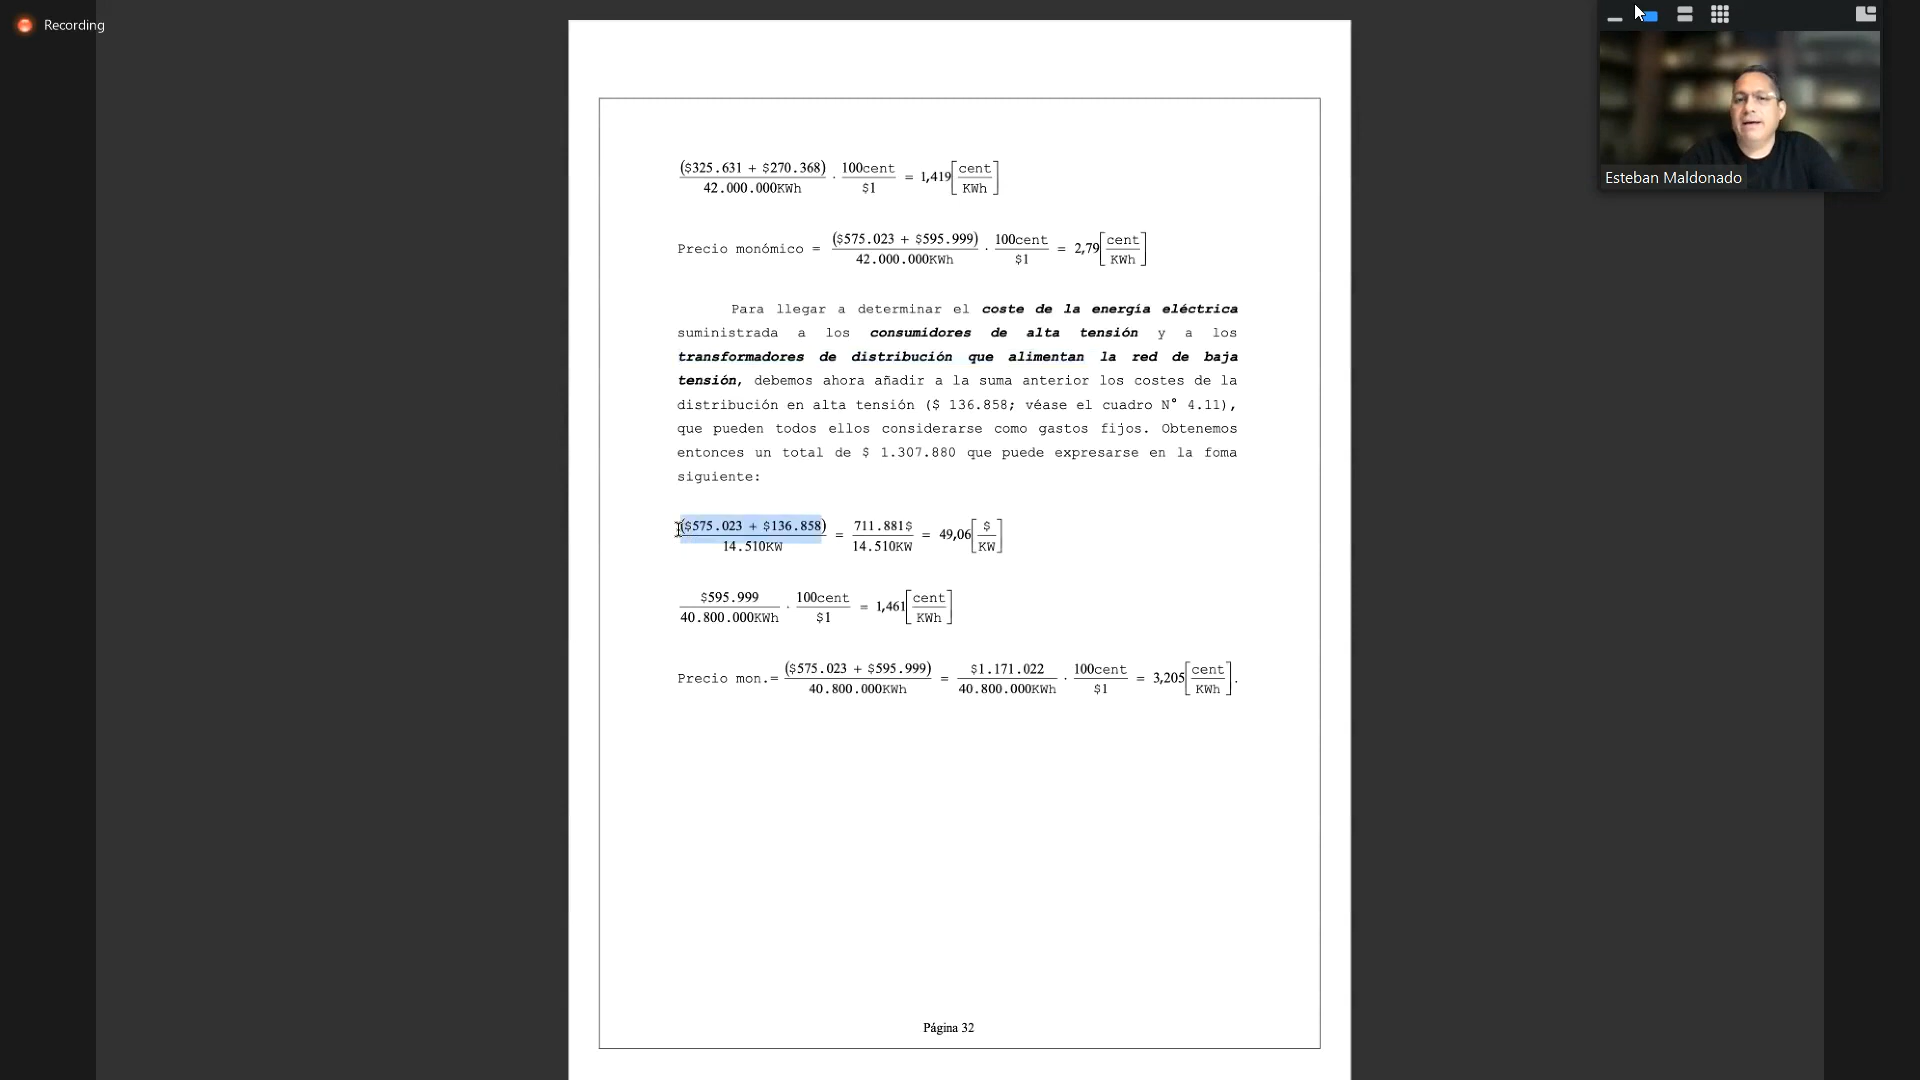 Recording
Esteban Maldonado
($325.631 + $270.368) / 42.000.000KWh · 100cent / $1 = 1,419 [cent / KWh]
Precio monómico = ($575.023 + $595.999) / 42.000.000KWh · 100cent / $1 = 2,79 [cent / KWh]
Para llegar a determinar el coste de la energía eléctrica
suministrada a los consumidores de alta tensión y a los
transformadores de distribución que alimentan la red de baja
tensión, debemos ahora añadir a la suma anterior los costes de la
distribución en alta tensión ($ 136.858; véase el cuadro N° 4.11),
que pueden todos ellos considerarse como gastos fijos. Obtenemos
entonces un total de $ 1.307.880 que puede expresarse en la foma
siguiente:
($575.023 + $136.858) / 14.510KW = 711.881$ / 14.510KW = 49,06 [$ / KW]
$595.999 / 40.800.000KWh · 100cent / $1 = 1,461 [cent / KWh]
Precio mon.= ($575.023 + $595.999) / 40.800.000KWh = $1.171.022 / 40.800.000KWh · 100cent / $1 = 3,205 [cent / KWh].
Página 32